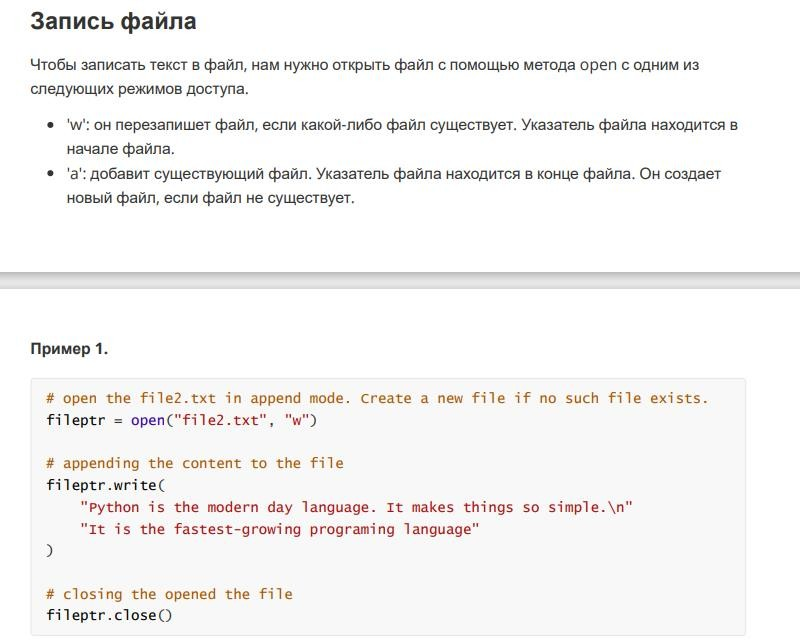 Запись файла
Чтобы записать текст в файл, нам нужно открыть файл с помощью метода open с одним из
следующих режимов доступа.
• 'w': он перезапишет файл, если какой-либо файл существует. Указатель файла находится в
начале файла.
• 'a': добавит существующий файл. Указатель файла находится в конце файла. Он создает
новый файл, если файл не существует.
Пример 1.
# open the file2.txt in append mode. Create a new file if no such file exists.
fileptr = open("file2.txt", "w")
# appending the content to the file
fileptr.write(
    "Python is the modern day language. It makes things so simple.\n"
    "It is the fastest-growing programing language"
)
# closing the opened the file
fileptr.close()